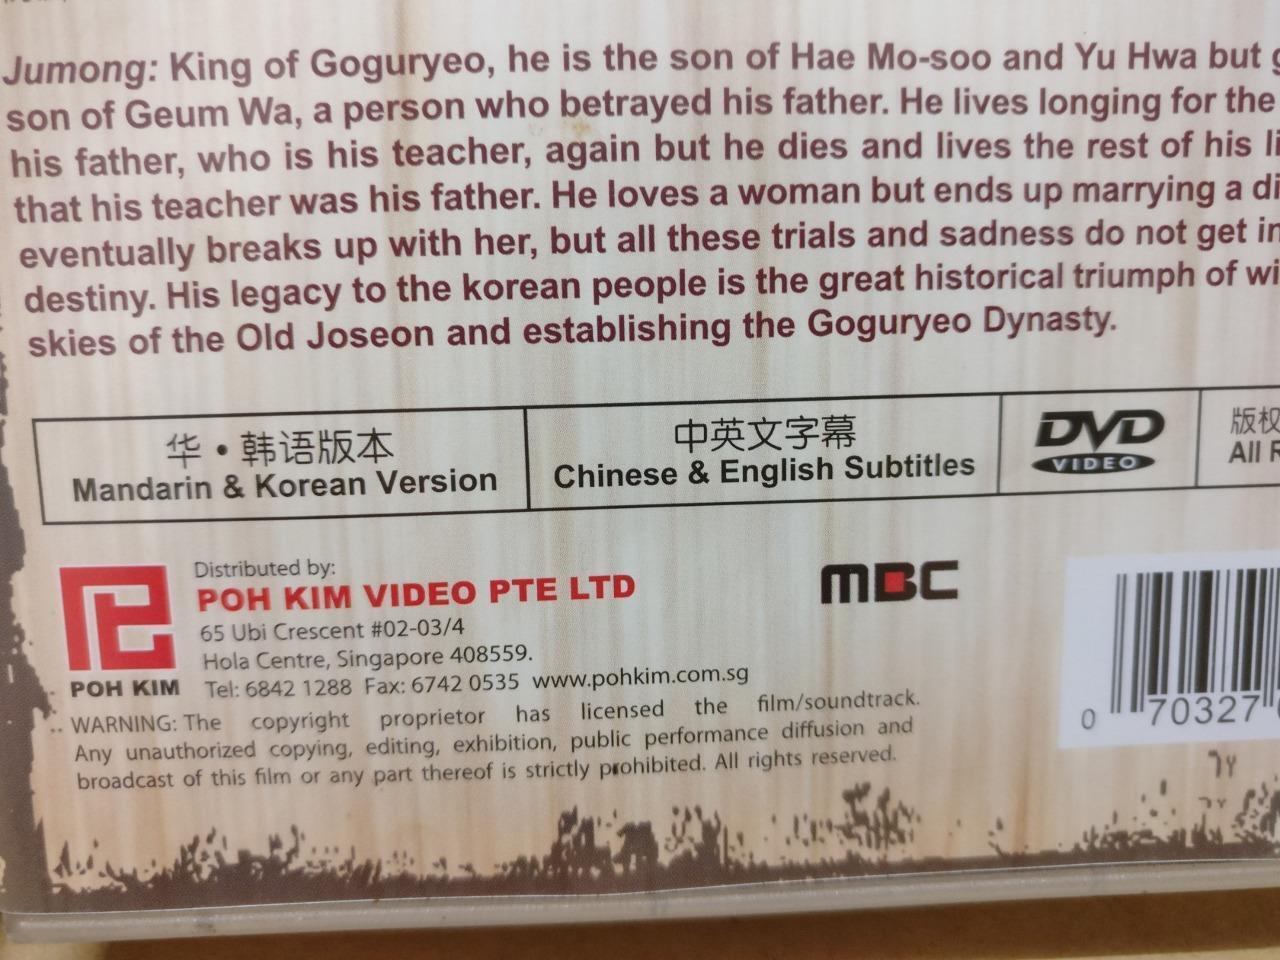 Jumong: King of Goguryeo, he is the son of Hae Mo-soo and Yu Hwa but
son of Geum Wa, a person who betrayed his father. He lives longing for the
his father, who is his teacher, again but he dies and lives the rest of his
that his teacher was his father. He loves a woman but ends up marrying a
eventually breaks up with her, but all these trials and sadness do not get
destiny. His legacy to the korean people is the great historical triumph of
skies of the Old Joseon and establishing the Goguryeo Dynasty.
华·韩语版本
Mandarin & Korean Version
中英文字幕
Chinese & English Subtitles
DVD
VIDEO
版权
All
Distributed by:
POH KIM VIDEO PTE LTD
65 Ubi Crescent #02-03/4
Hola Centre, Singapore 408559.
Tel: 6842 1288 Fax: 6742 0535 www.pohkim.com.sg
POH KIM
MBC
WARNING: The copyright proprietor has licensed the film/soundtrack.
Any unauthorized copying, editing, exhibition, public performance diffusion and
broadcast of this film or any part thereof is strictly prohibited. All rights reserved.
0 70327